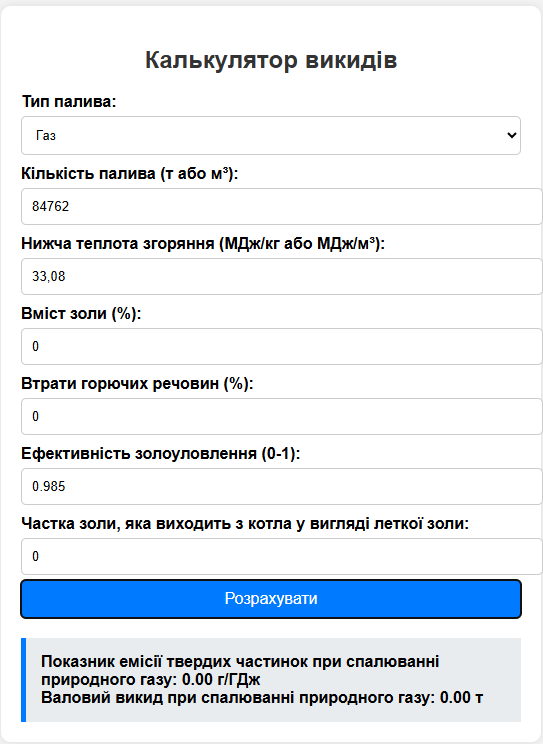 Калькулятор викидів
Тип палива:
Газ
Кількість палива (т або м³):
84762
Нижча теплота згоряння (МДж/кг або МДж/м³):
33,08
Вміст золи (%):
0
Втрати горючих речовин (%):
0
Ефективність золоуловлення (0-1):
0.985
Частка золи, яка виходить з котла у вигляді леткої золи:
0
Розрахувати
Показник емісії твердих частинок при спалюванні
природного газу: 0.00 г/ГДж
Валовий викид при спалюванні природного газу: 0.00 т